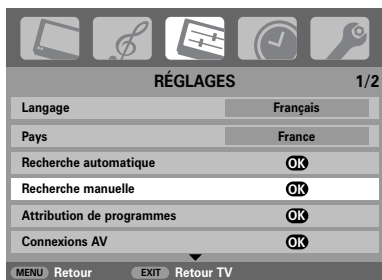 RÉGLAGES 1/2
Langage Français
Pays France
Recherche automatique OK
Recherche manuelle OK
Attribution de programmes OK
Connexions AV OK
MENU Retour EXIT Retour TV